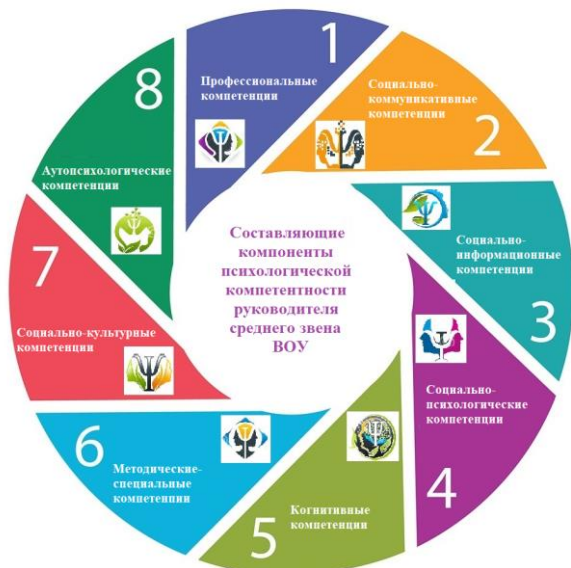 1
Профессиональные
компетенции
2
Социально-
коммуникативные
компетенции
3
Социально-
информационные
компетенции
4
Социально-
психологические
компетенции
5
Когнитивные
компетенции
6
Методические-
специальные
компетенпии
7
Социально-культурные
компетенции
8
Аутопсихологические
компетенции
Составляющие
компоненты
психологической
компетентности
руководителя
среднего звена
ВОУ